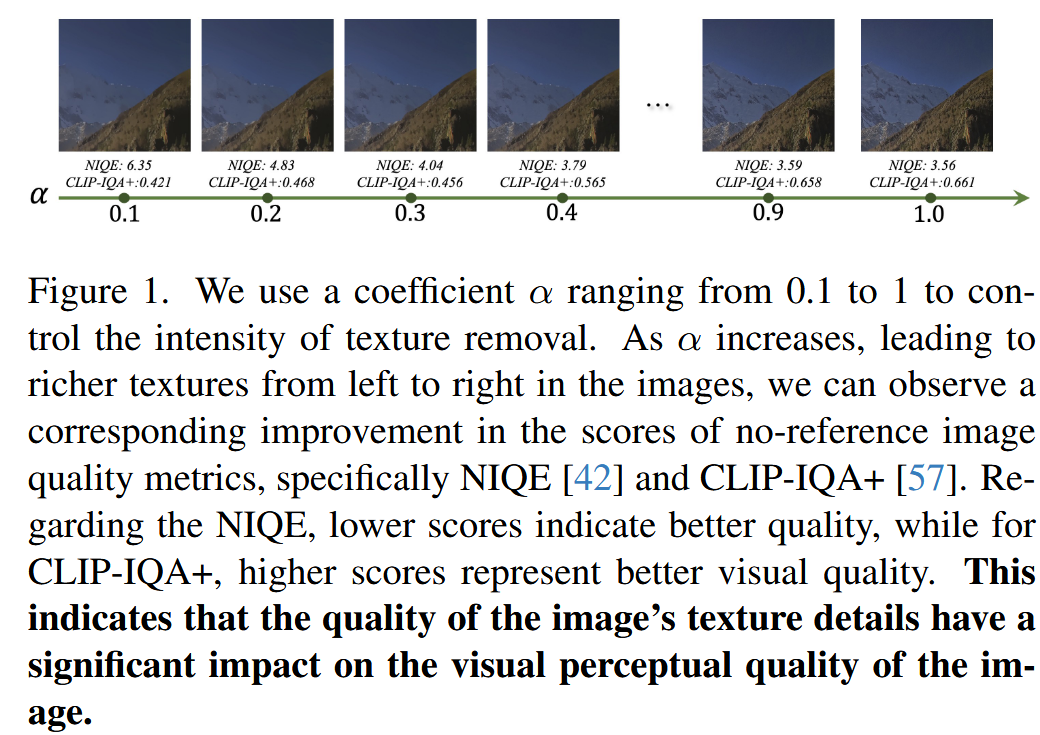 ...
NIQE: 6.35 NIQE: 4.83 NIQE: 4.04 NIQE: 3.79 NIQE: 3.59 NIQE: 3.56
CLIP-IQA+:0.421 CLIP-IQA+:0.468 CLIP-IQA+:0.456 CLIP-IQA+:0.565 CLIP-IQA+:0.658 CLIP-IQA+:0.661
α
0.1 0.2 0.3 0.4 0.9 1.0
Figure 1. We use a coefficient α ranging from 0.1 to 1 to con-
trol the intensity of texture removal. As α increases, leading to
richer textures from left to right in the images, we can observe a
corresponding improvement in the scores of no-reference image
quality metrics, specifically NIQE [42] and CLIP-IQA+ [57]. Re-
garding the NIQE, lower scores indicate better quality, while for
CLIP-IQA+, higher scores represent better visual quality. This
indicates that the quality of the image's texture details have a
significant impact on the visual perceptual quality of the im-
age.